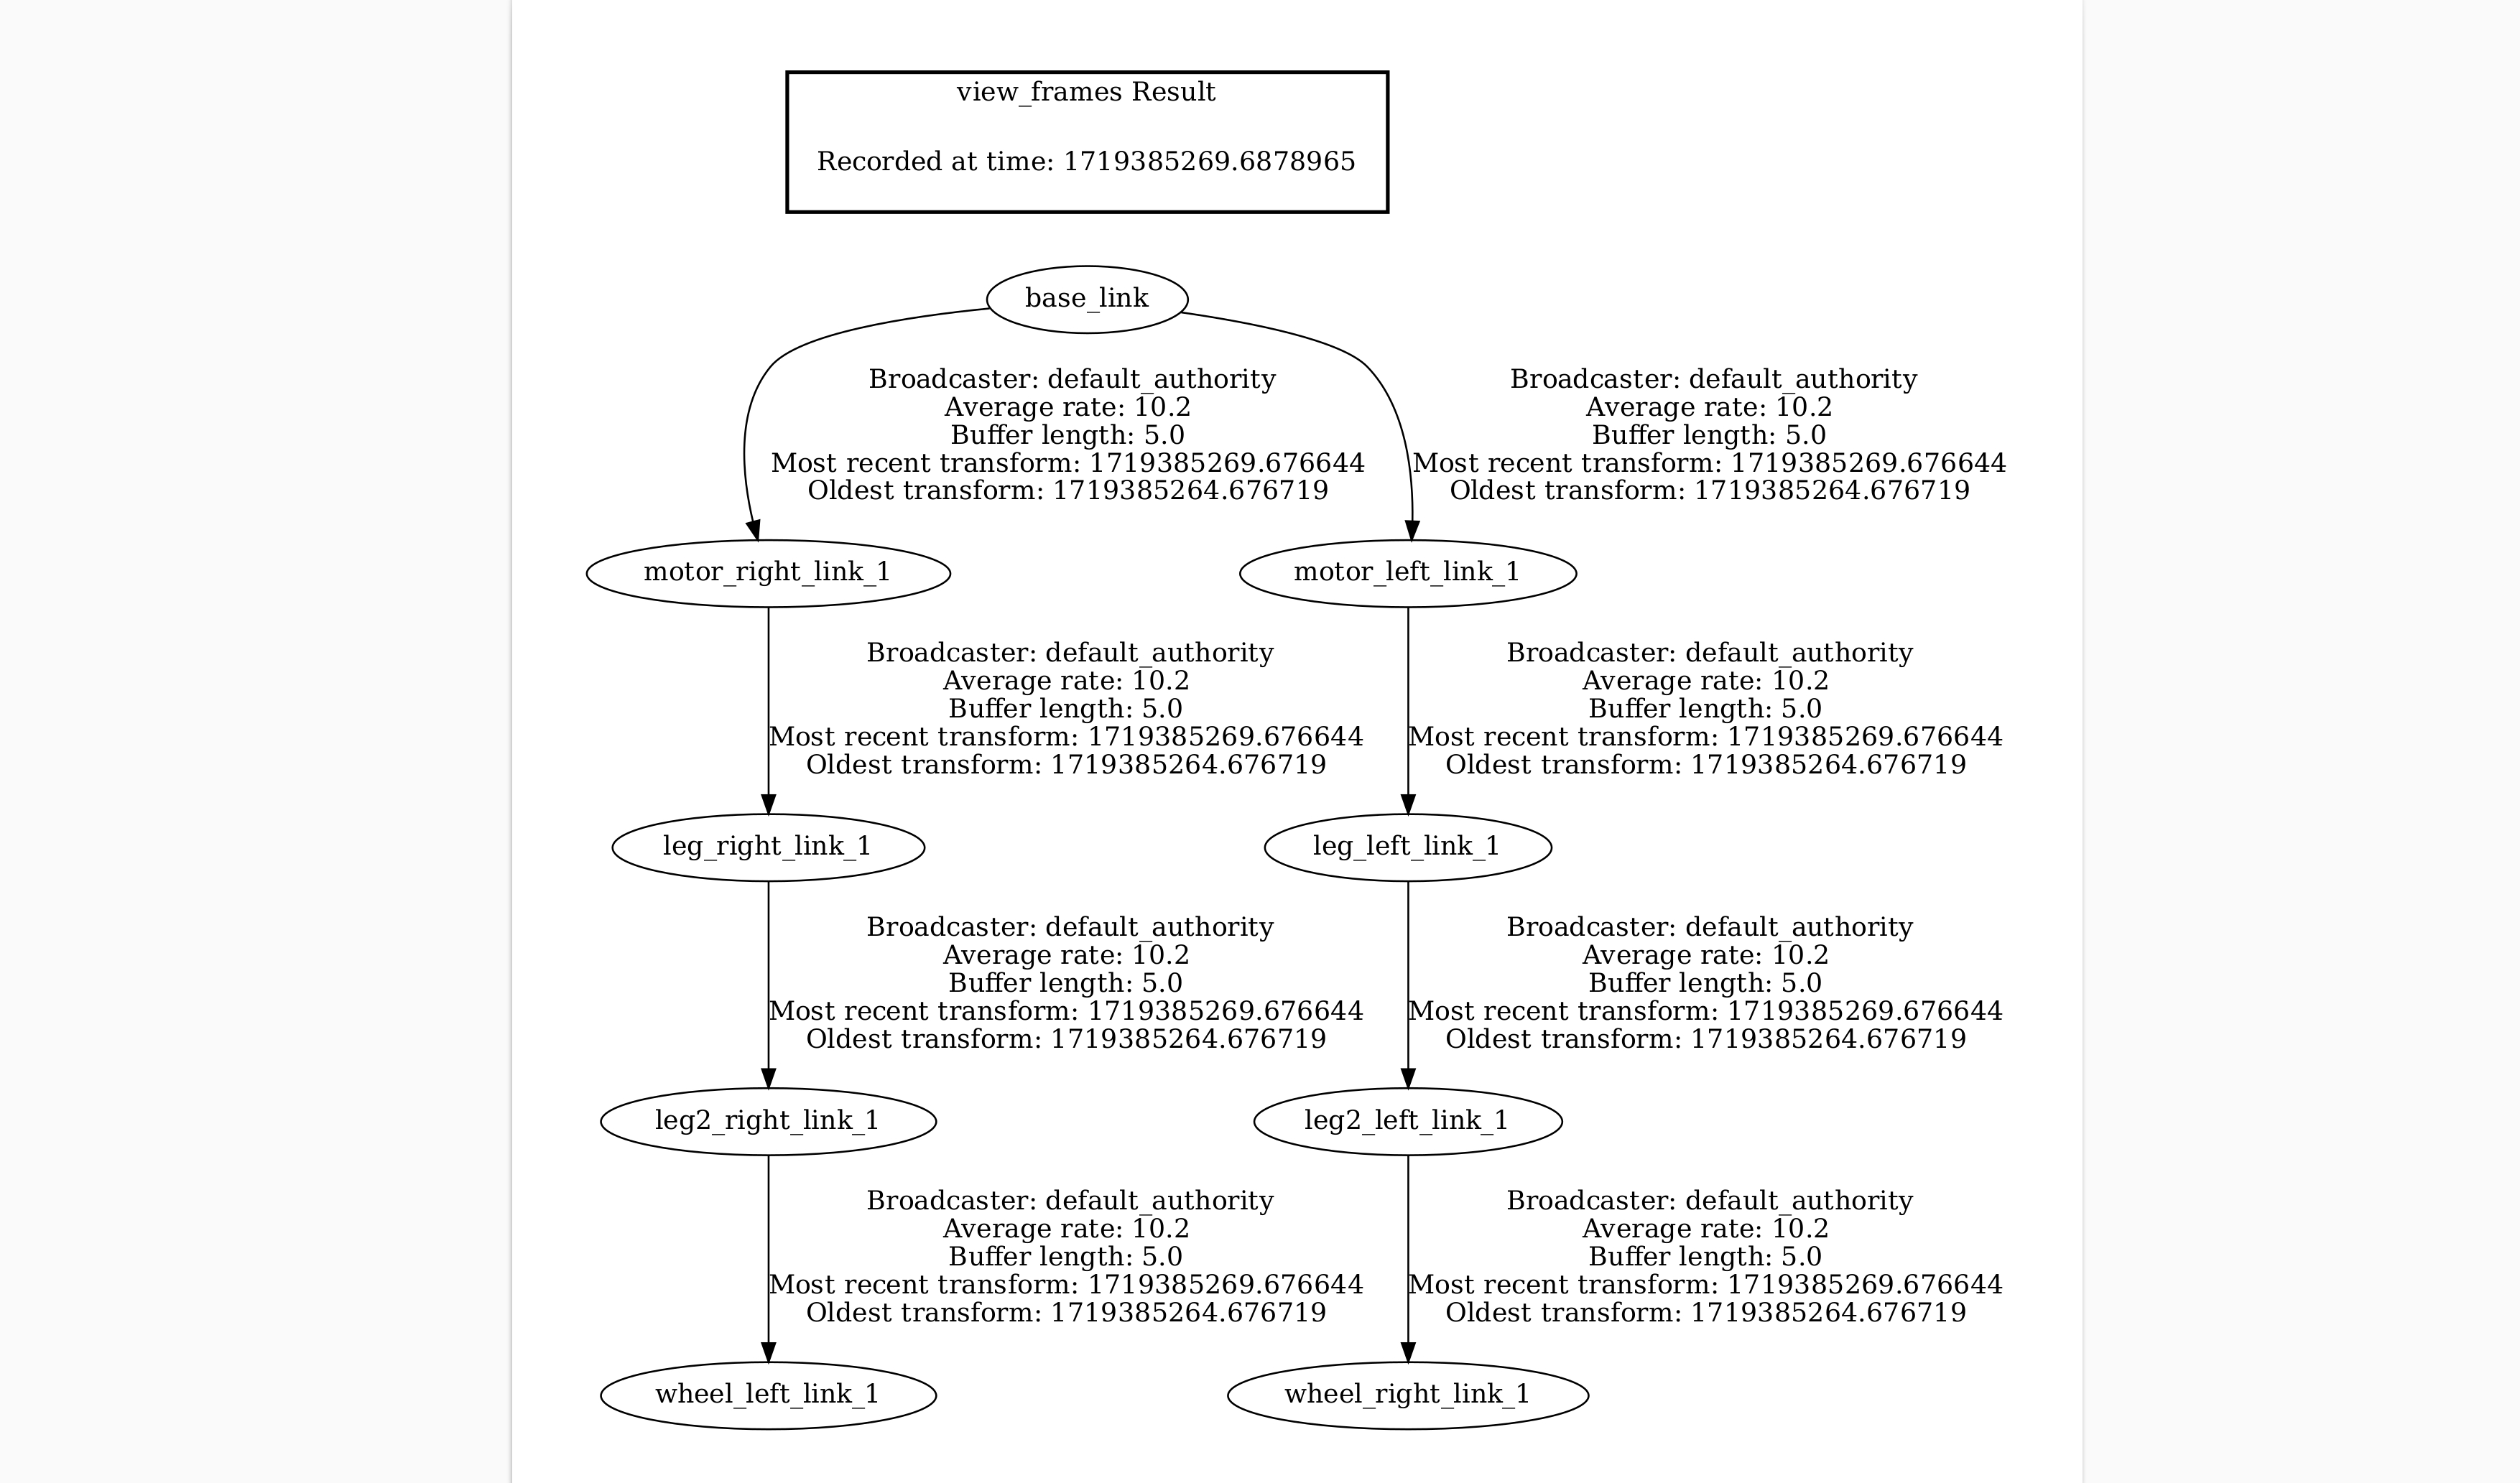 view_frames Result
Recorded at time: 1719385269.6878965
base_link
Broadcaster: default_authority
Average rate: 10.2
Buffer length: 5.0
Most recent transform: 1719385269.676644
Oldest transform: 1719385264.676719
Broadcaster: default_authority
Average rate: 10.2
Buffer length: 5.0
Most recent transform: 1719385269.676644
Oldest transform: 1719385264.676719
motor_right_link_1
motor_left_link_1
Broadcaster: default_authority
Average rate: 10.2
Buffer length: 5.0
Most recent transform: 1719385269.676644
Oldest transform: 1719385264.676719
Broadcaster: default_authority
Average rate: 10.2
Buffer length: 5.0
Most recent transform: 1719385269.676644
Oldest transform: 1719385264.676719
leg_right_link_1
leg_left_link_1
Broadcaster: default_authority
Average rate: 10.2
Buffer length: 5.0
Most recent transform: 1719385269.676644
Oldest transform: 1719385264.676719
Broadcaster: default_authority
Average rate: 10.2
Buffer length: 5.0
Most recent transform: 1719385269.676644
Oldest transform: 1719385264.676719
leg2_right_link_1
leg2_left_link_1
Broadcaster: default_authority
Average rate: 10.2
Buffer length: 5.0
Most recent transform: 1719385269.676644
Oldest transform: 1719385264.676719
Broadcaster: default_authority
Average rate: 10.2
Buffer length: 5.0
Most recent transform: 1719385269.676644
Oldest transform: 1719385264.676719
wheel_left_link_1
wheel_right_link_1